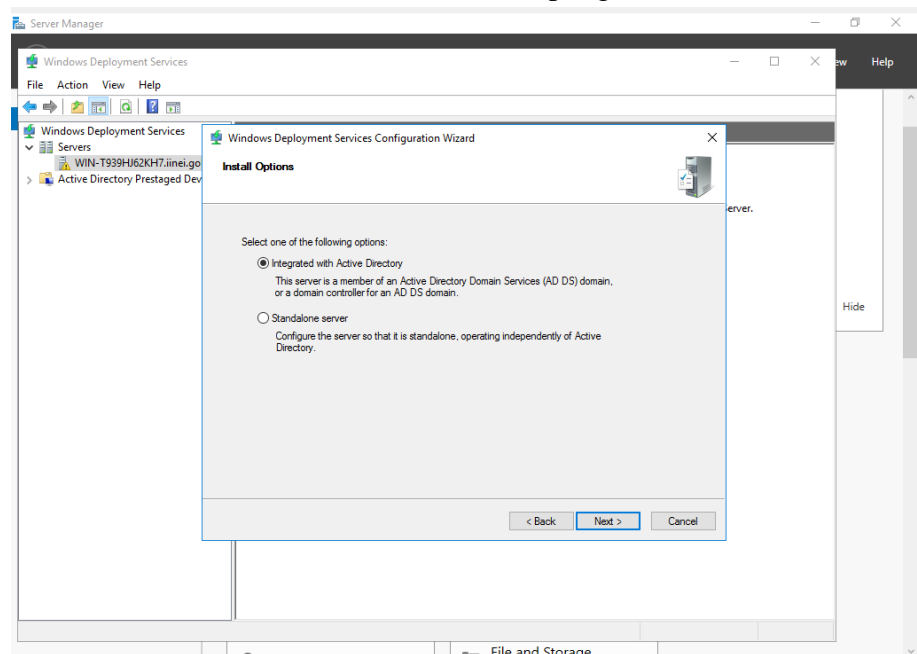 Server Manager
Windows Deployment Services
ew Help
File Action View Help
Windows Deployment Services
Servers
WIN-T939HJ62KH7.iinei.go
Active Directory Prestaged Dev
Windows Deployment Services Configuration Wizard
Install Options
erver.
Select one of the following options:
Integrated with Active Directory
This server is a member of an Active Directory Domain Services (AD DS) domain,
or a domain controller for an AD DS domain.
Standalone server
Configure the server so that it is standalone, operating independently of Active
Directory.
Hide
< Back Next > Cancel
File and Storage